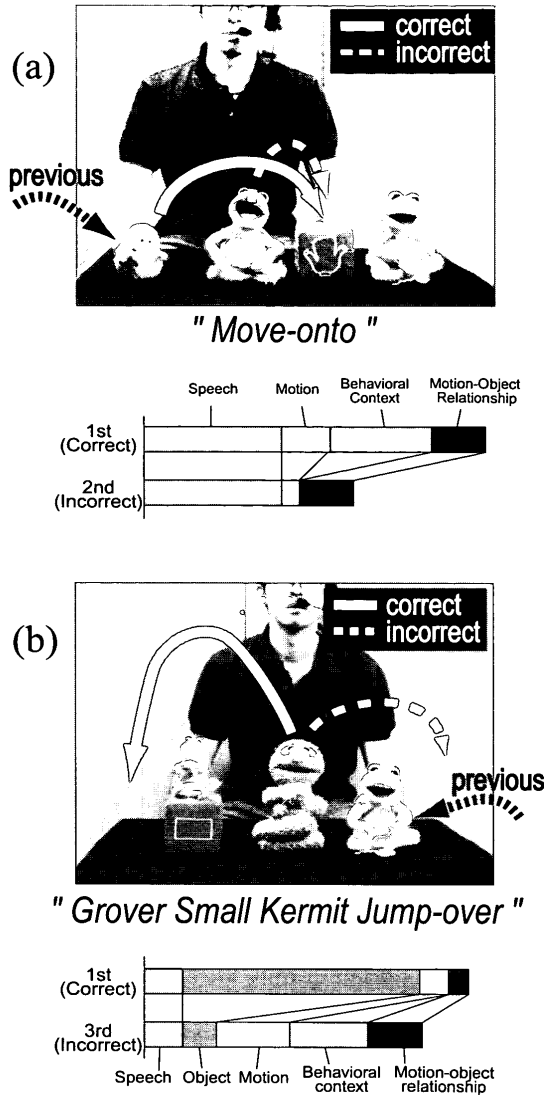 (a)
correct
incorrect
previous
" Move-onto "
Speech
Motion
Behavioral
Context
Motion-Object
Relationship
1st
(Correct)
2nd
(Incorrect)
(b)
correct
incorrect
previous
" Grover Small Kermit Jump-over "
1st
(Correct)
3rd
(Incorrect)
Speech
Object
Motion
Behavioral
context
Motion-object
relationship